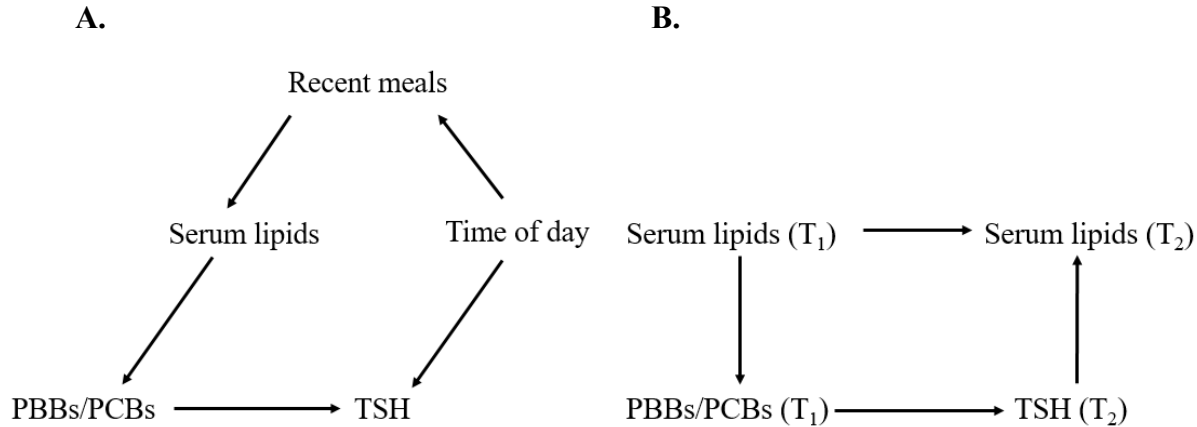 A.
Recent meals
Serum lipids
Time of day
PBBs/PCBs
TSH
B.
Serum lipids (T₁)
Serum lipids (T₂)
PBBs/PCBs (T₁)
TSH (T₂)